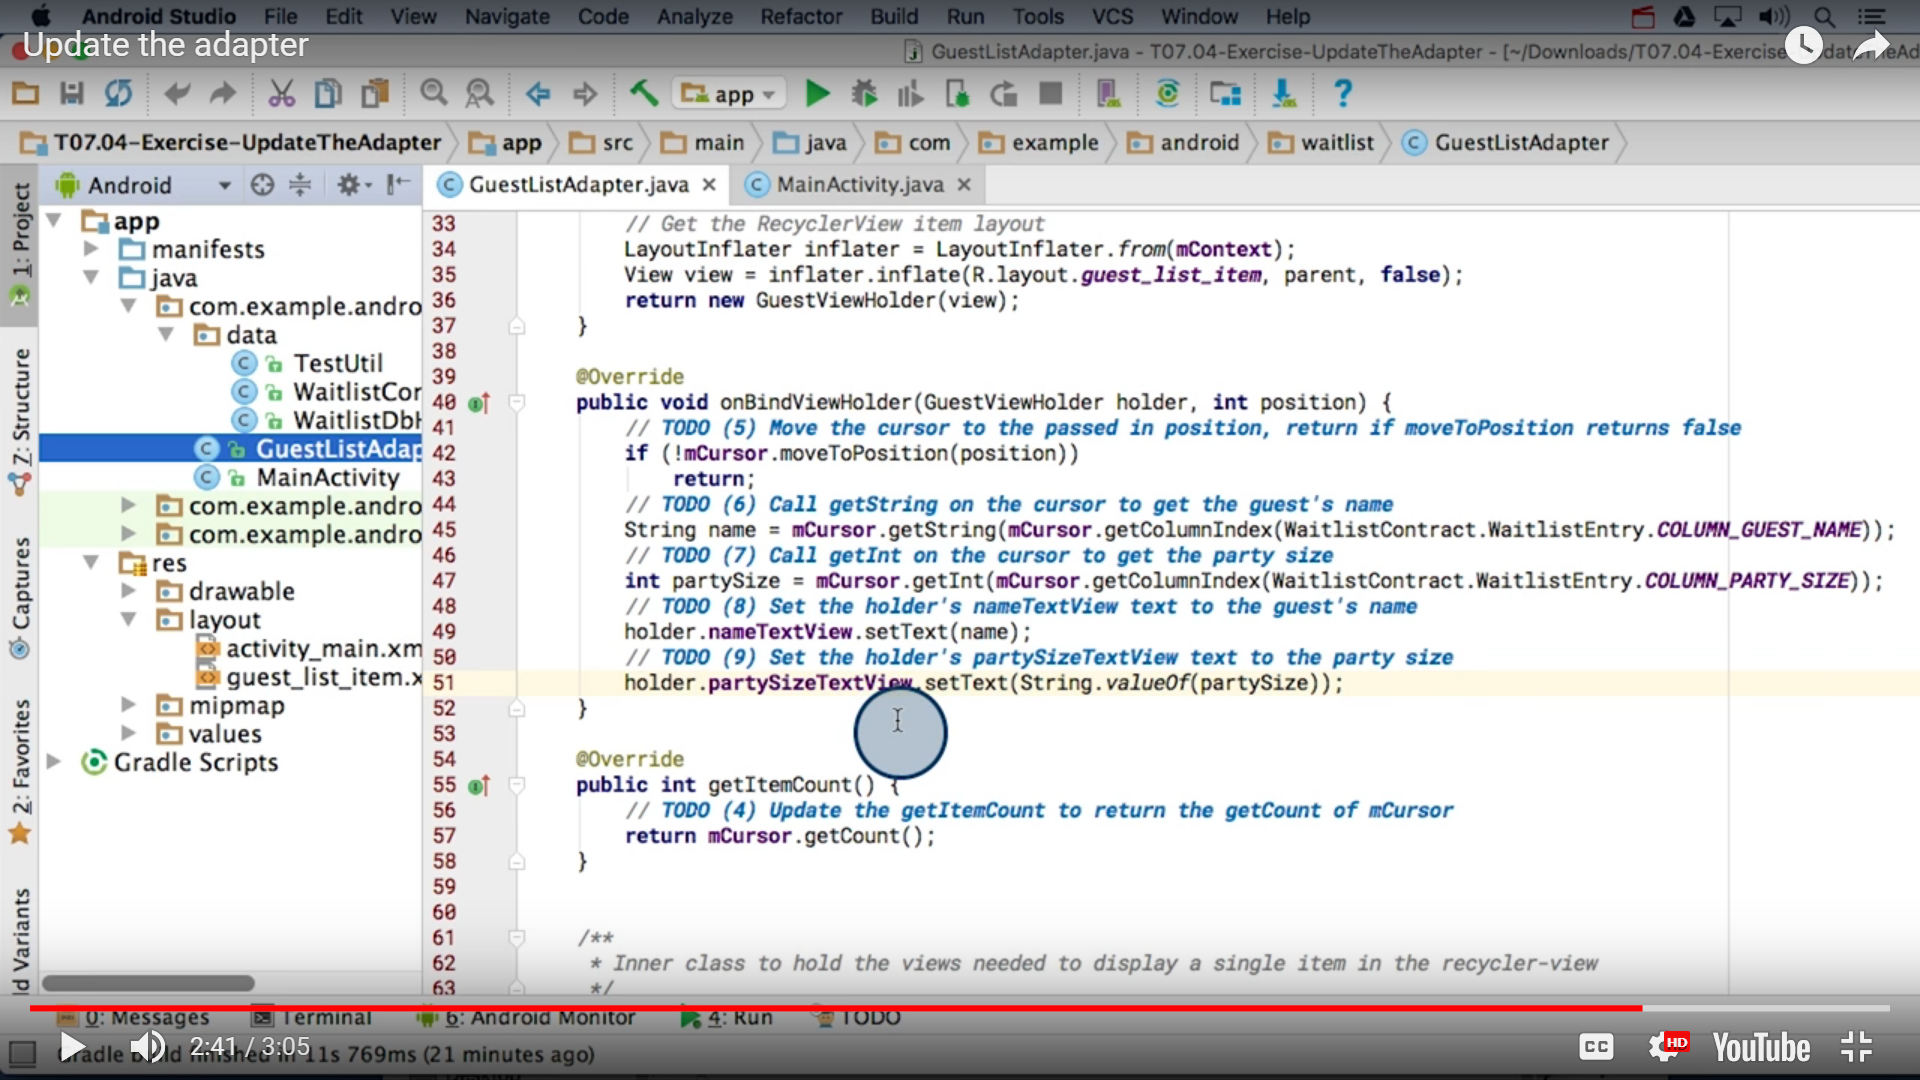 Android Studio File Edit View Navigate Code Analyze Refactor Build Run Tools VCS Window Help
Update the adapter
GuestListAdapter.java - T07.04-Exercise-UpdateTheAdapter - [~/Downloads/T07.04-Exercise
app
T07.04-Exercise-UpdateTheAdapter app src main java com example android waitlist GuestListAdapter
Android
GuestListAdapter.java
MainActivity.java
1: Project
Z: Structure
Captures
2: Favorites
ld Variants
app
manifests
java
com.example.andro
data
TestUtil
WaitlistCor
WaitlistDbH
GuestListAdap
MainActivity
com.example.andro
com.example.andro
res
drawable
layout
activity_main.xm
guest_list_item.x
mipmap
values
Gradle Scripts
33 // Get the RecyclerView item layout
34 LayoutInflater inflater = LayoutInflater.from(mContext);
35 View view = inflater.inflate(R.layout.guest_list_item, parent, false);
36 return new GuestViewHolder(view);
37 }
38
39 @Override
40 public void onBindViewHolder(GuestViewHolder holder, int position) {
41 // TODO (5) Move the cursor to the passed in position, return if moveToPosition returns false
42 if (!mCursor.moveToPosition(position))
43 return;
44 // TODO (6) Call getString on the cursor to get the guest's name
45 String name = mCursor.getString(mCursor.getColumnIndex(WaitlistContract.WaitlistEntry.COLUMN_GUEST_NAME));
46 // TODO (7) Call getInt on the cursor to get the party size
47 int partySize = mCursor.getInt(mCursor.getColumnIndex(WaitlistContract.WaitlistEntry.COLUMN_PARTY_SIZE));
48 // TODO (8) Set the holder's nameTextView text to the guest's name
49 holder.nameTextView.setText(name);
50 // TODO (9) Set the holder's partySizeTextView text to the party size
51 holder.partySizeTextView.setText(String.valueOf(partySize));
52 }
53
54 @Override
55 public int getItemCount() {
56 // TODO (4) Update the getItemCount to return the getCount of mCursor
57 return mCursor.getCount();
58 }
59
60
61 /**
62 * Inner class to hold the views needed to display a single item in the recycler-view
63 */
0: Messages Terminal 6: Android Monitor 4: Run TODO
2:41 / 3:05
Gradle build finished in 11s 769ms (21 minutes ago)
CC HD YouTube